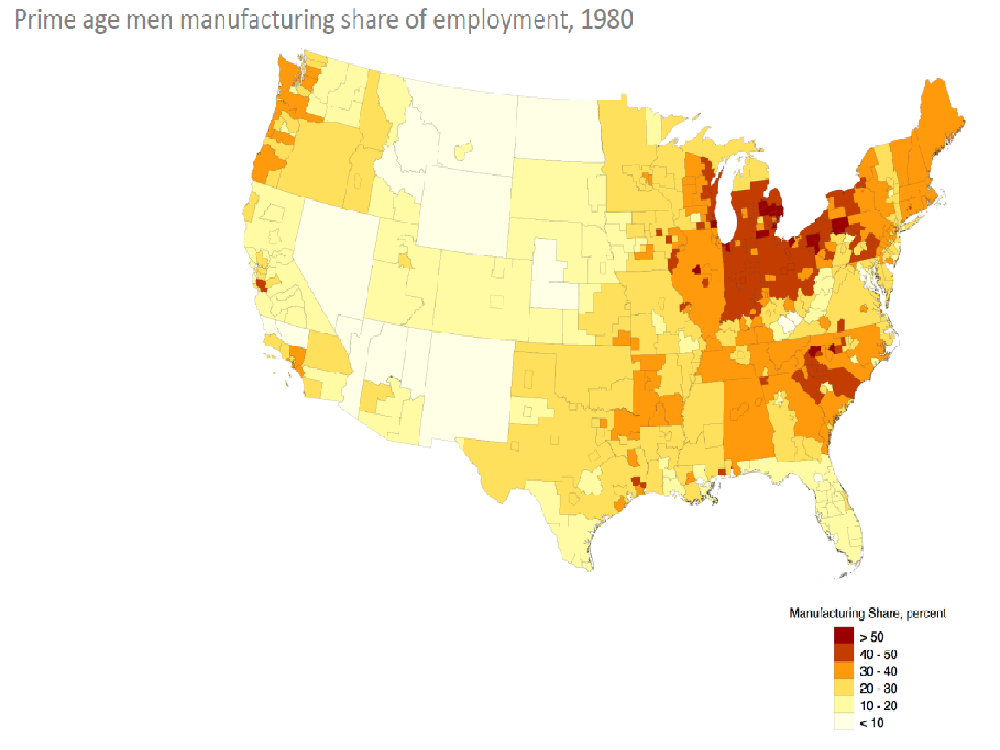 Prime age men manufacturing share of employment, 1980
Manufacturing Share, percent
> 50
40 - 50
30 - 40
20 - 30
10 - 20
< 10